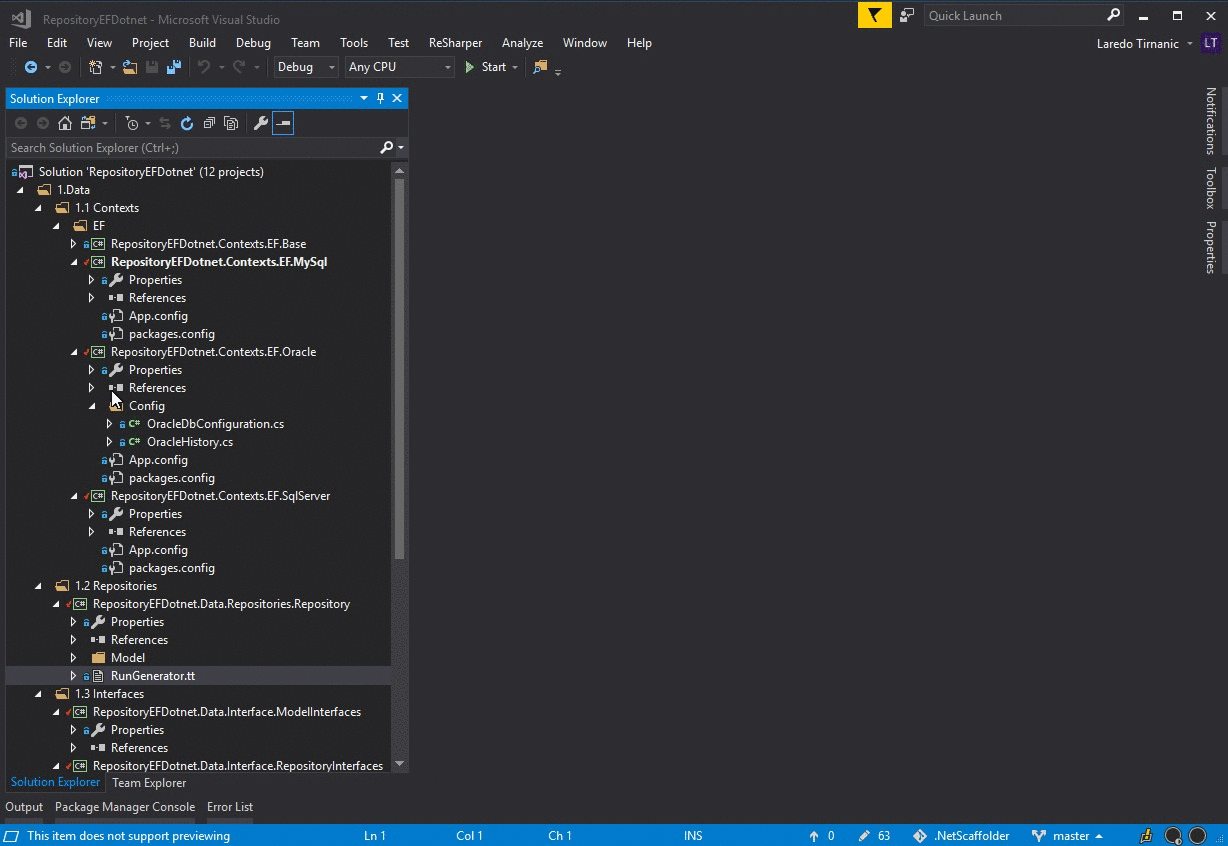 RepositoryEFDotnet - Microsoft Visual Studio
Quick Launch
File Edit View Project Build Debug Team Tools Test ReSharper Analyze Window Help
Laredo Tirnanic LT
Debug Any CPU Start
Solution Explorer
Search Solution Explorer (Ctrl+;)
Solution 'RepositoryEFDotnet' (12 projects)
1.Data
1.1 Contexts
EF
C# RepositoryEFDotnet.Contexts.EF.Base
C# RepositoryEFDotnet.Contexts.EF.MySql
Properties
References
App.config
packages.config
C# RepositoryEFDotnet.Contexts.EF.Oracle
Properties
References
Config
C# OracleDbConfiguration.cs
C# OracleHistory.cs
App.config
packages.config
C# RepositoryEFDotnet.Contexts.EF.SqlServer
Properties
References
App.config
packages.config
1.2 Repositories
C# RepositoryEFDotnet.Data.Repositories.Repository
Properties
References
Model
RunGenerator.tt
1.3 Interfaces
C# RepositoryEFDotnet.Data.Interface.ModelInterfaces
Properties
References
C# RepositoryEFDotnet.Data.Interface.RepositoryInterfaces
Solution Explorer Team Explorer
Notifications
Toolbox
Properties
Output Package Manager Console Error List
This item does not support previewing Ln 1 Col 1 Ch 1 INS 0 63 .NetScaffolder master